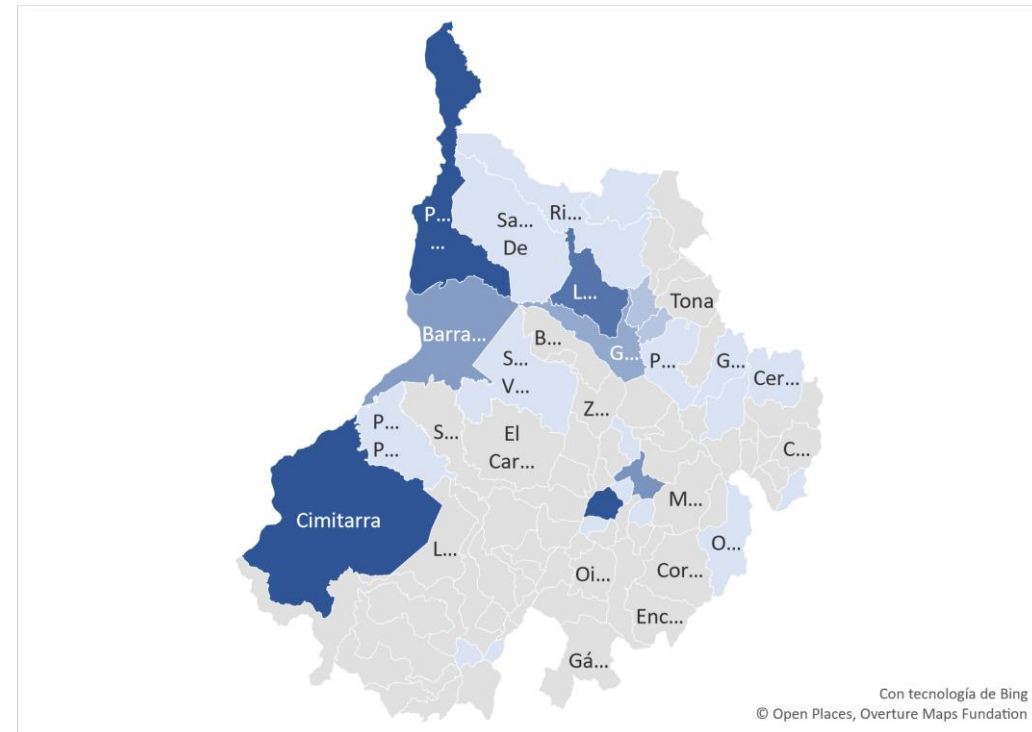 P...
...
Sa...
De
Ri...
L...
Tona
Barra...
B...
G...
S...
V...
P...
G...
Cer...
Z...
P...
P...
S...
El
Car...
C...
M...
Cimitarra
L...
O...
Oi...
Cor...
Enc...
Gá...
Con tecnología de Bing
© Open Places, Overture Maps Fundation